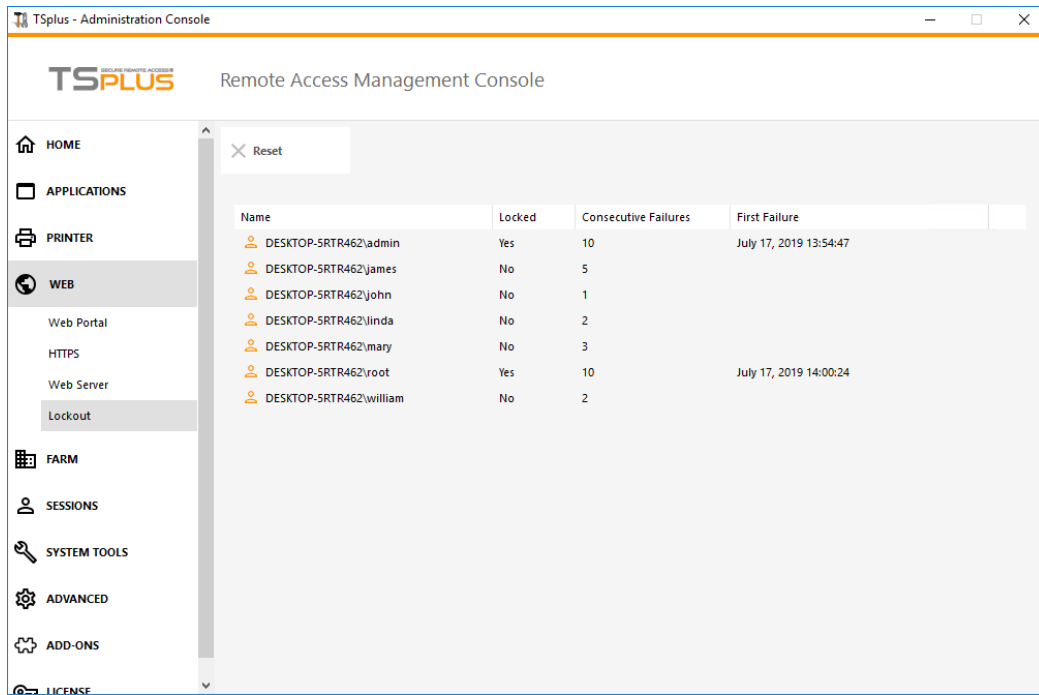 TSplus - Administration Console
TSPLUS
SECURE REMOTE ACCESS®
Remote Access Management Console
HOME
APPLICATIONS
PRINTER
WEB
Web Portal
HTTPS
Web Server
Lockout
FARM
SESSIONS
SYSTEM TOOLS
ADVANCED
ADD-ONS
LICENSE
Reset
Name Locked Consecutive Failures First Failure
DESKTOP-5RTR462\admin Yes 10 July 17, 2019 13:54:47
DESKTOP-5RTR462\james No 5
DESKTOP-5RTR462\john No 1
DESKTOP-5RTR462\linda No 2
DESKTOP-5RTR462\mary No 3
DESKTOP-5RTR462\root Yes 10 July 17, 2019 14:00:24
DESKTOP-5RTR462\william No 2